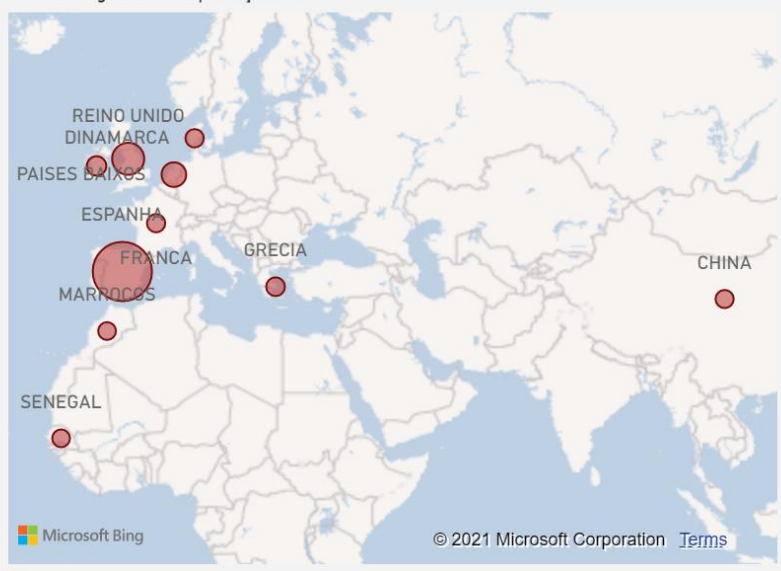 REINO UNIDO
DINAMARCA
PAISES BAIXOS
ESPANHA
FRANCA
GRECIA
CHINA
MARROCOS
SENEGAL
Microsoft Bing
© 2021 Microsoft Corporation Terms